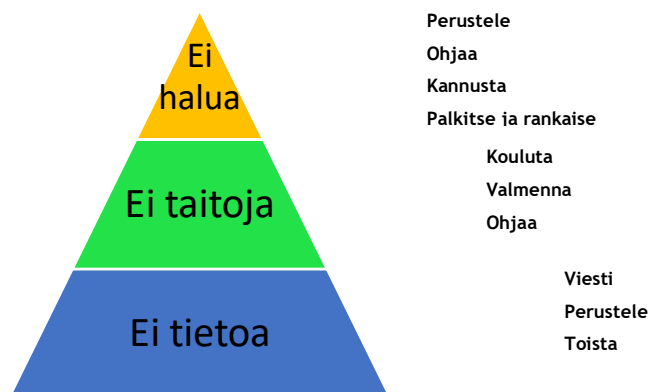 Ei
halua
Perustele
Ohjaa
Kannusta
Palkitse ja rankaise
Ei taitoja
Kouluta
Valmenna
Ohjaa
Ei tietoa
Viesti
Perustele
Toista